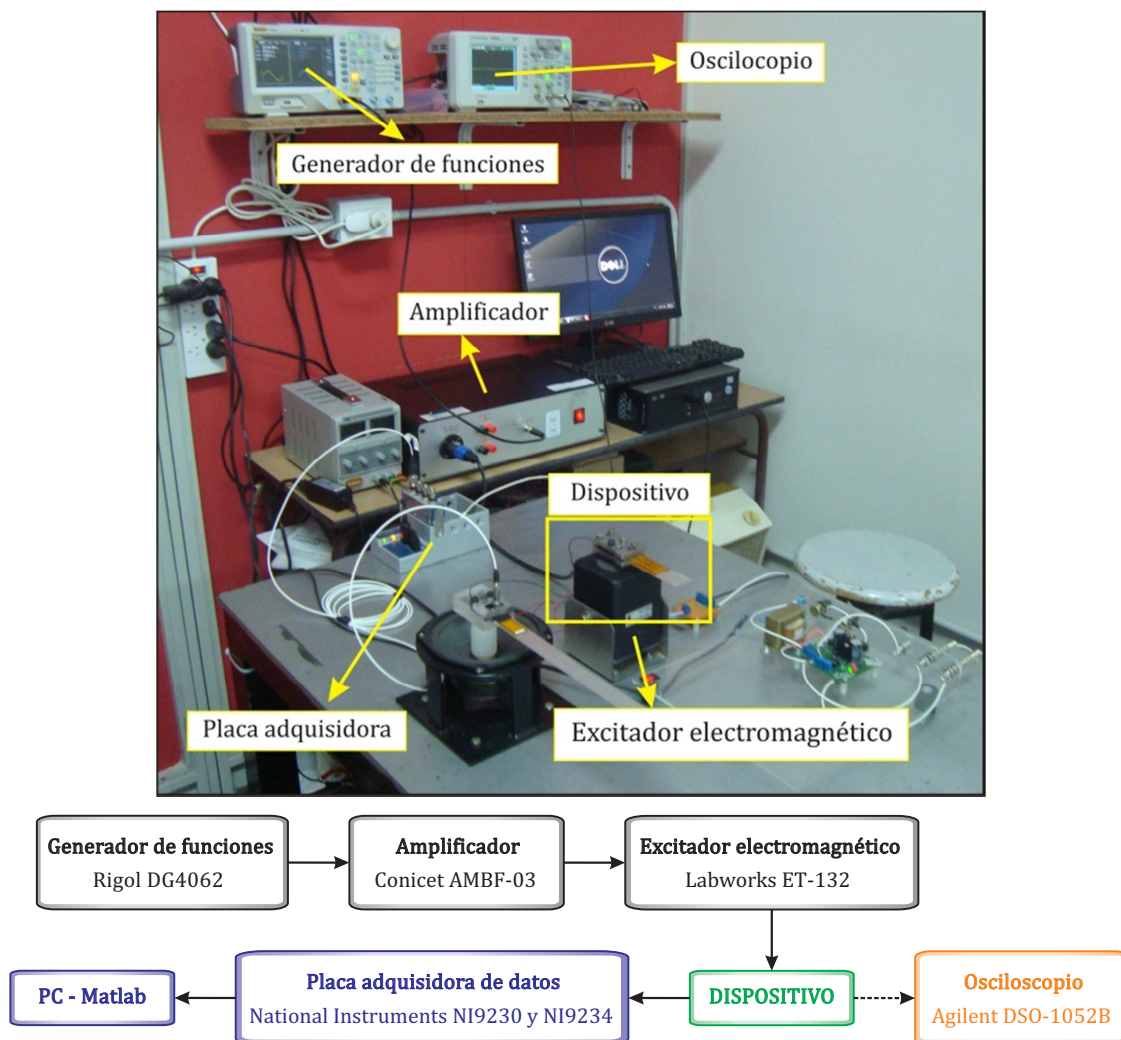 Oscilocopio
Generador de funciones
Amplificador
DELL
Dispositivo
Placa adquisidora
Excitador electromagnético
Generador de funciones
Rigol DG4062
Amplificador
Conicet AMBF-03
Excitador electromagnético
Labworks ET-132
PC - Matlab
Placa adquisidora de datos
National Instruments NI9230 y NI9234
DISPOSITIVO
Osciloscopio
Agilent DSO-1052B